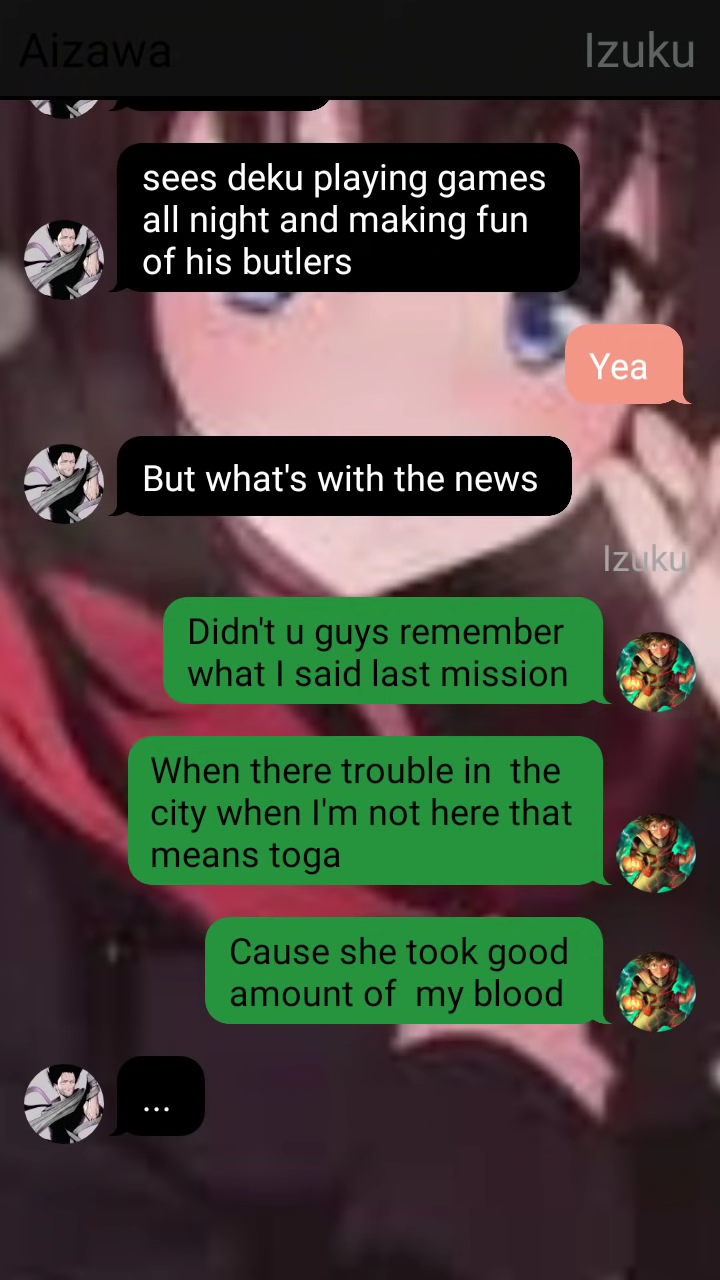 Aizawa
Izuku
sees deku playing games
all night and making fun
of his butlers
Yea
But what's with the news
Izuku
Didn't u guys remember
what I said last mission
When there trouble in  the
city when I'm not here that
means toga
Cause she took good
amount of  my blood
...